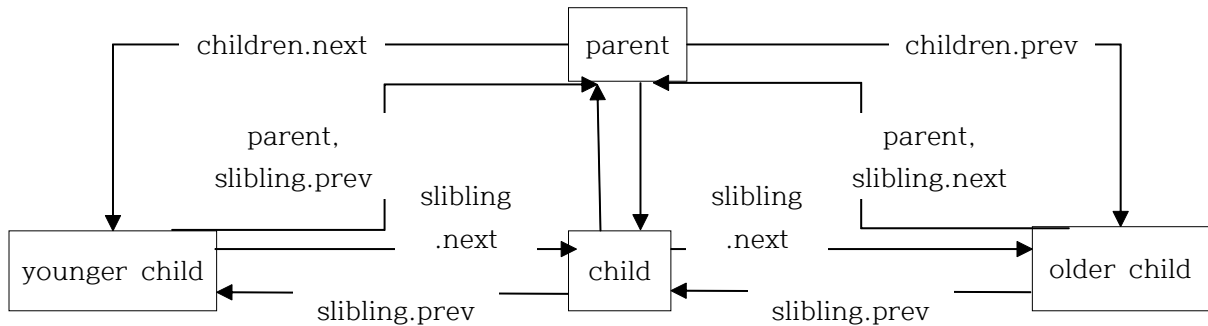 children.next
parent
children.prev
parent,
slibling.prev
parent,
slibling.next
slibling
.next
slibling
.next
younger child
child
older child
slibling.prev
slibling.prev